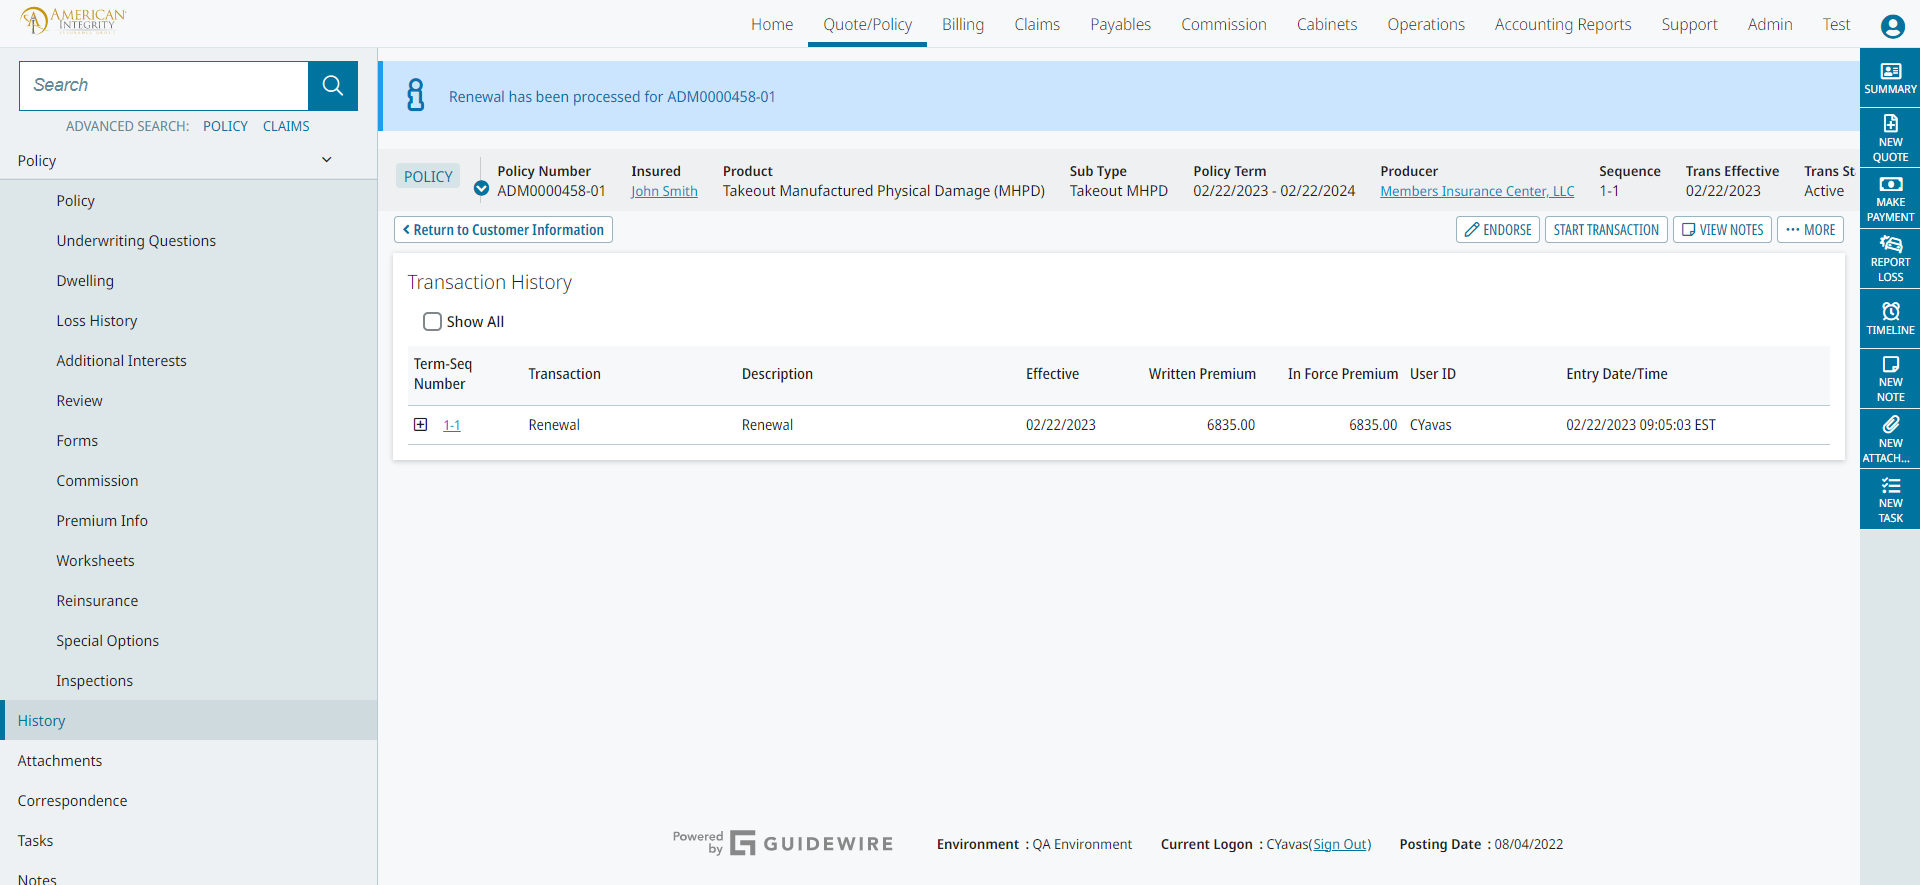 AMERICAN
INTEGRITY
Home Quote/Policy Billing Claims Payables Commission Cabinets Operations Accounting Reports Support Admin Test
Search
ADVANCED SEARCH: POLICY CLAIMS
Policy
Policy
Underwriting Questions
Dwelling
Loss History
Additional Interests
Review
Forms
Commission
Premium Info
Worksheets
Reinsurance
Special Options
Inspections
History
Attachments
Correspondence
Tasks
Notes
Renewal has been processed for ADM0000458-01
POLICY
Policy Number Insured Product Sub Type Policy Term Producer Sequence Trans Effective Trans St
ADM0000458-01 John Smith Takeout Manufactured Physical Damage (MHPD) Takeout MHPD 02/22/2023 - 02/22/2024 Members Insurance Center, LLC 1-1 02/22/2023 Active
Return to Customer Information ENDORSE START TRANSACTION VIEW NOTES ··· MORE
Transaction History
Show All
Term-Seq
Number Transaction Description Effective Written Premium In Force Premium User ID Entry Date/Time
1-1 Renewal Renewal 02/22/2023 6835.00 6835.00 CYavas 02/22/2023 09:05:03 EST
SUMMARY
NEW
QUOTE
MAKE
PAYMENT
REPORT
LOSS
TIMELINE
NEW
NOTE
NEW
ATTACH...
NEW
TASK
Powered
by GUIDEWIRE Environment : QA Environment Current Logon : CYavas(Sign Out) Posting Date : 08/04/2022